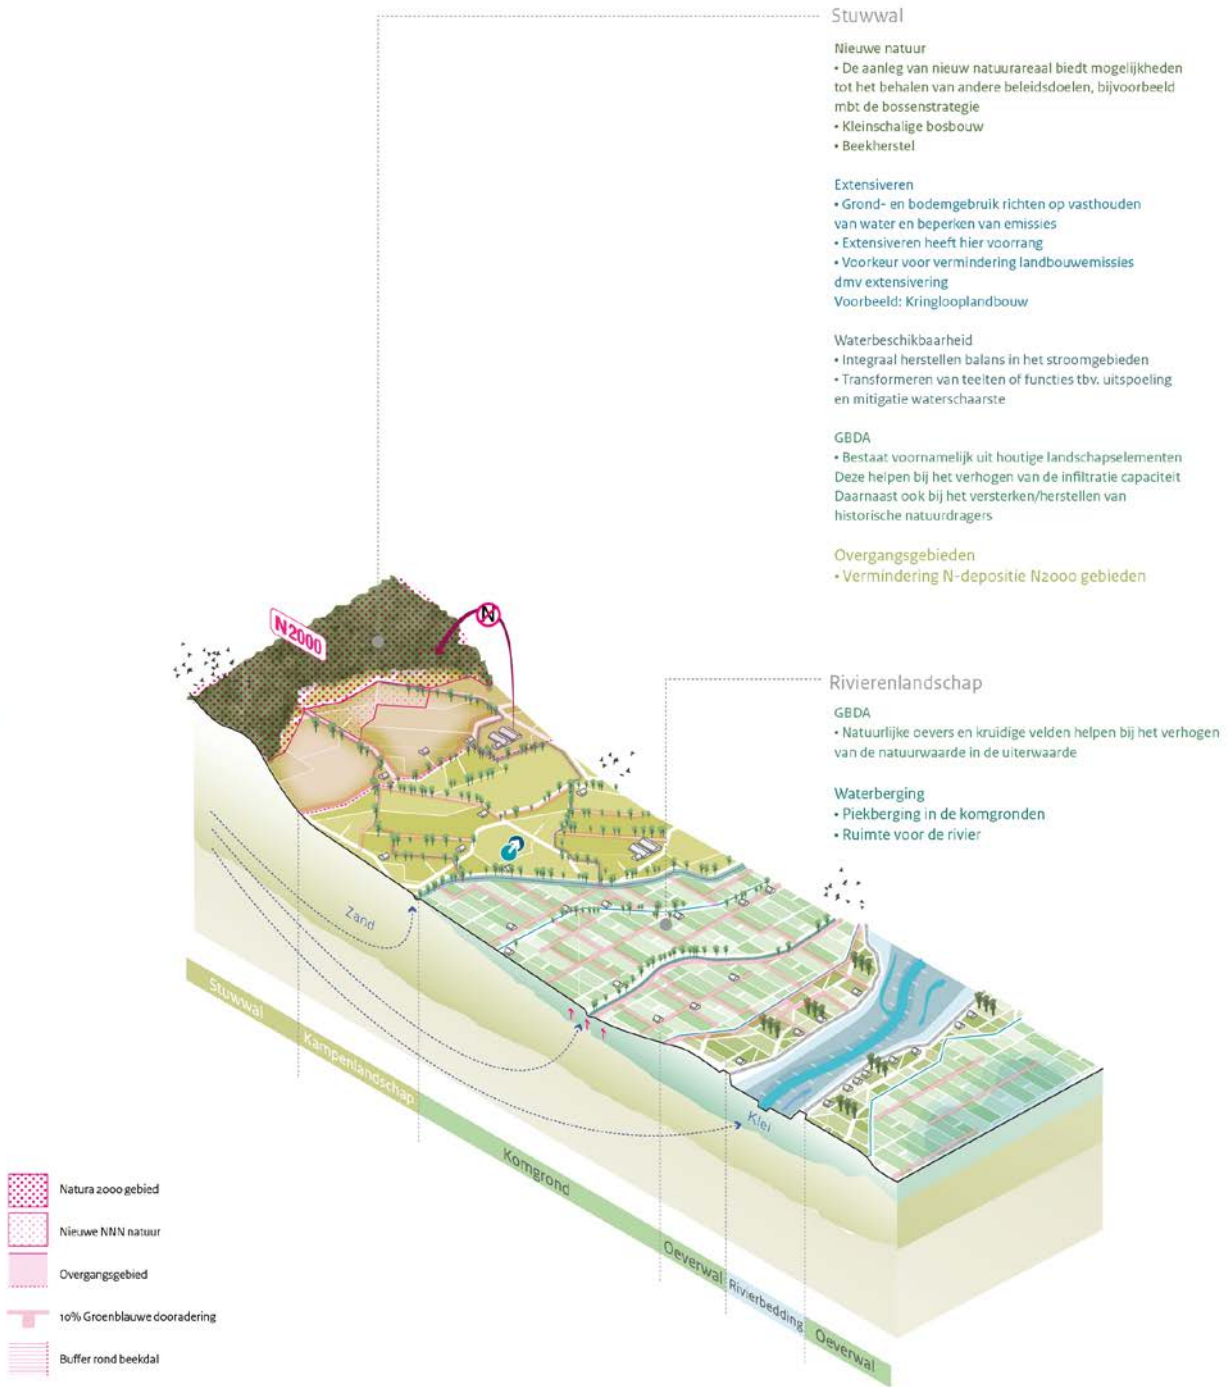 Stuwwal
Nieuwe natuur
• De aanleg van nieuw natuurareaal biedt mogelijkheden
tot het behalen van andere beleidsdoelen, bijvoorbeeld
mbt de bossenstrategie
• Kleinschalige bosbouw
• Beekherstel
Extensiveren
• Grond- en bodemgebruik richten op vasthouden
van water en beperken van emissies
• Extensiveren heeft hier voorrang
• Voorkeur voor vermindering landbouwemissies
dmv extensivering
Voorbeeld: Kringlooplandbouw
Waterbeschikbaarheid
• Integraal herstellen balans in het stroomgebieden
• Transformeren van teelten of functies tbv. uitspoeling
en mitigatie waterschaarste
GBDA
• Bestaat voornamelijk uit houtige landschapselementen
Deze helpen bij het verhogen van de infiltratie capaciteit
Daarnaast ook bij het versterken/herstellen van
historische natuurdragers
Overgangsgebieden
• Vermindering N-depositie N2000 gebieden
N2000
N
Rivierenlandschap
GBDA
• Natuurlijke oevers en kruidige velden helpen bij het verhogen
van de natuurwaarde in de uiterwaarde
Waterberging
• Piekberging in de komgronden
• Ruimte voor de rivier
Zand
Klei
Stuwwal
Kampenlandschap
Komgrond
Oeverwal
Rivierbedding
Oeverwal
Natura 2000 gebied
Nieuwe NNN natuur
Overgangsgebied
10% Groenblauwe dooradering
Buffer rond beekdal